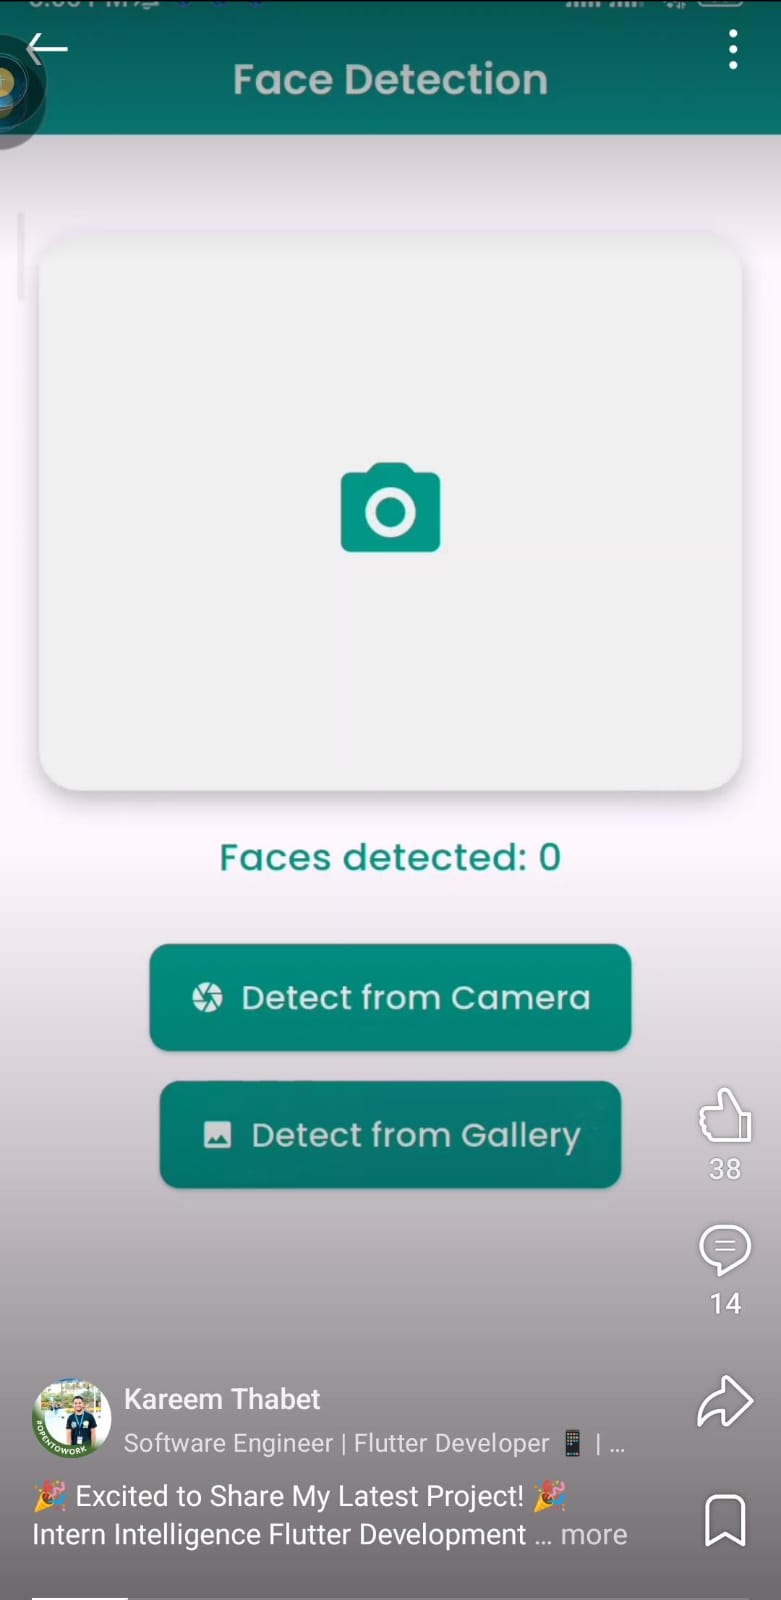 Face Detection
Faces detected: 0
Detect from Camera
Detect from Gallery
38
14
Kareem Thabet
#OPENTOWORK
Software Engineer | Flutter Developer 📱 | ...
🎉 Excited to Share My Latest Project! 🎉
Intern Intelligence Flutter Development ... more